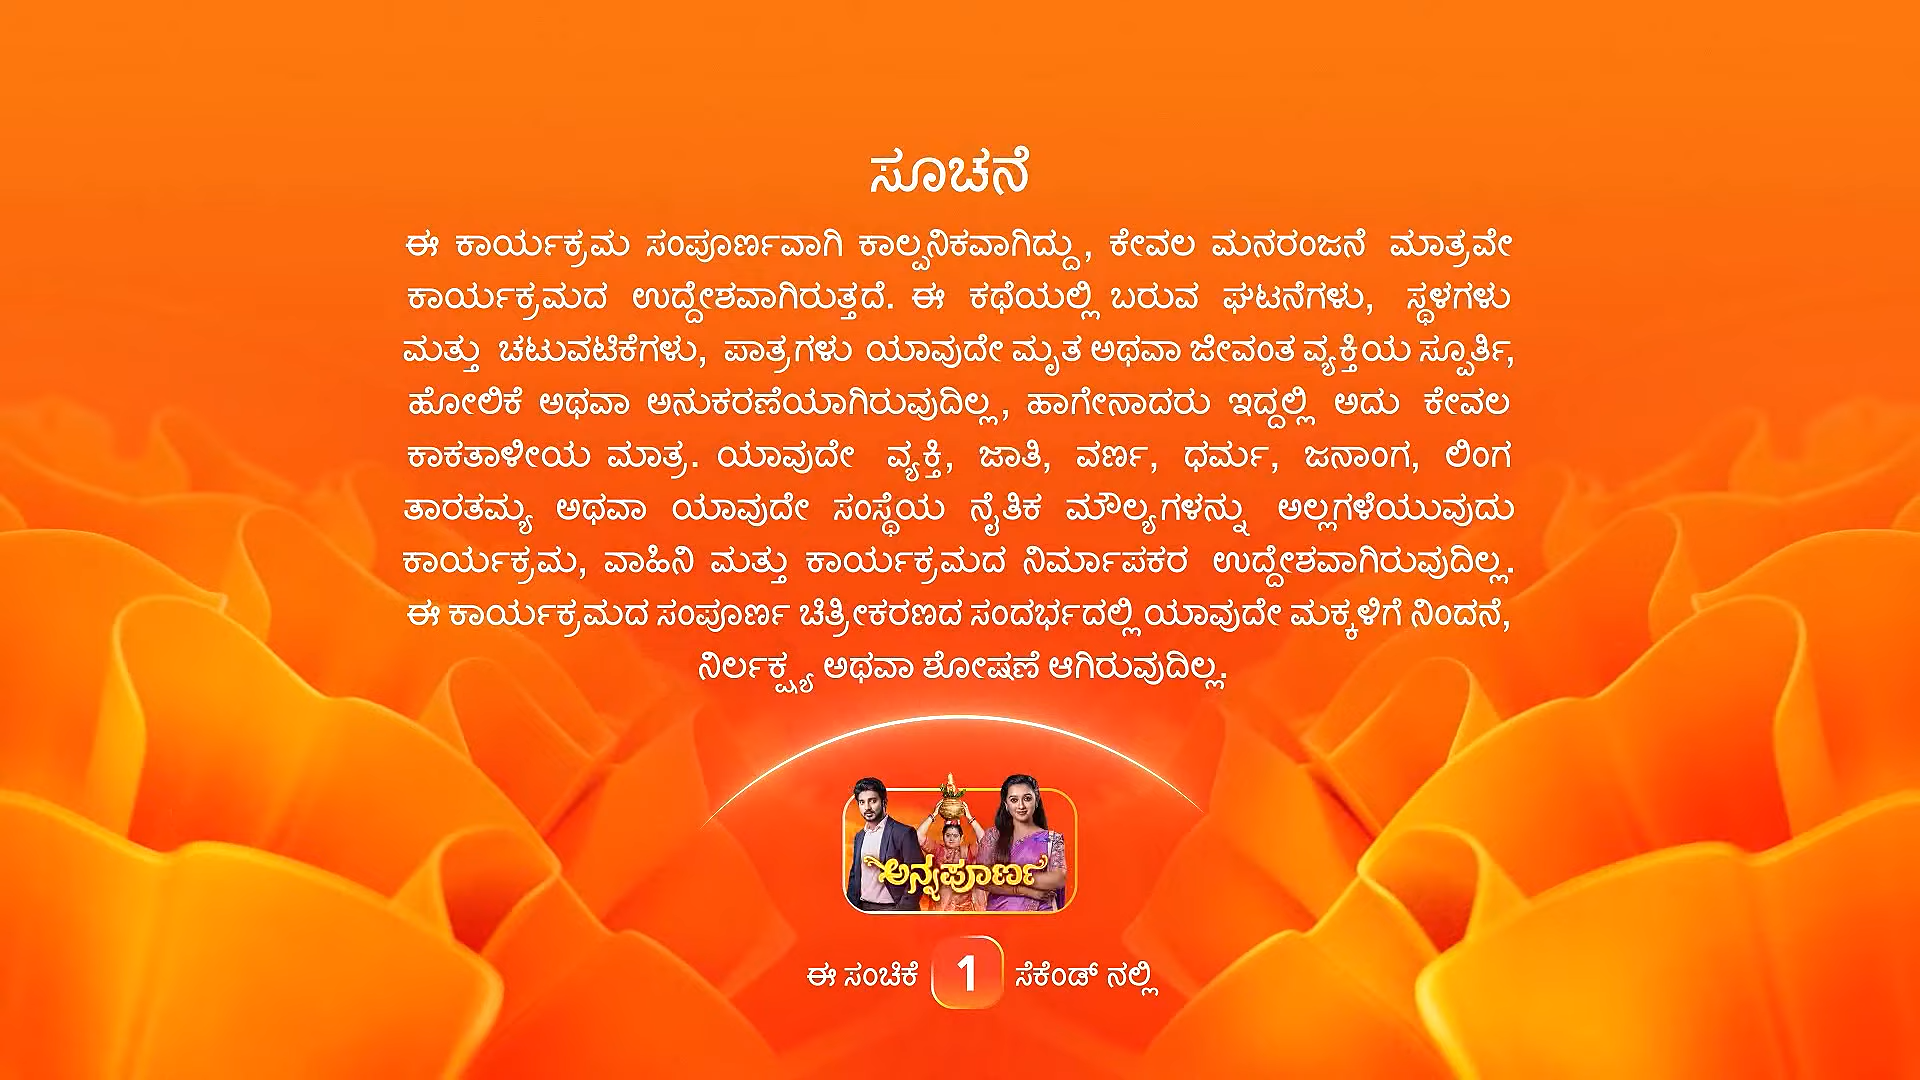 ಸೂಚನೆ
ಈ ಕಾರ್ಯಕ್ರಮ ಸಂಪೂರ್ಣವಾಗಿ ಕಾಲ್ಪನಿಕವಾಗಿದ್ದು, ಕೇವಲ ಮನರಂಜನೆ ಮಾತ್ರವೇ
ಕಾರ್ಯಕ್ರಮದ ಉದ್ದೇಶವಾಗಿರುತ್ತದೆ. ಈ ಕಥೆಯಲ್ಲಿ ಬರುವ ಘಟನೆಗಳು, ಸ್ಥಳಗಳು
ಮತ್ತು ಚಟುವಟಿಕೆಗಳು, ಪಾತ್ರಗಳು ಯಾವುದೇ ಮೃತ ಅಥವಾ ಜೀವಂತ ವ್ಯಕ್ತಿಯ ಸ್ಪೂರ್ತಿ,
ಹೋಲಿಕೆ ಅಥವಾ ಅನುಕರಣೆಯಾಗಿರುವುದಿಲ್ಲ, ಹಾಗೇನಾದರು ಇದ್ದಲ್ಲಿ ಅದು ಕೇವಲ
ಕಾಕತಾಳೀಯ ಮಾತ್ರ. ಯಾವುದೇ ವ್ಯಕ್ತಿ, ಜಾತಿ, ವರ್ಣ, ಧರ್ಮ, ಜನಾಂಗ, ಲಿಂಗ
ತಾರತಮ್ಯ ಅಥವಾ ಯಾವುದೇ ಸಂಸ್ಥೆಯ ನೈತಿಕ ಮೌಲ್ಯಗಳನ್ನು ಅಲ್ಲಗಳೆಯುವುದು
ಕಾರ್ಯಕ್ರಮ, ವಾಹಿನಿ ಮತ್ತು ಕಾರ್ಯಕ್ರಮದ ನಿರ್ಮಾಪಕರ ಉದ್ದೇಶವಾಗಿರುವುದಿಲ್ಲ.
ಈ ಕಾರ್ಯಕ್ರಮದ ಸಂಪೂರ್ಣ ಚಿತ್ರೀಕರಣದ ಸಂದರ್ಭದಲ್ಲಿ ಯಾವುದೇ ಮಕ್ಕಳಿಗೆ ನಿಂದನೆ,
ನಿರ್ಲಕ್ಷ್ಯ ಅಥವಾ ಶೋಷಣೆ ಆಗಿರುವುದಿಲ್ಲ.
ಅನ್ನಪೂರ್ಣ
ಈ ಸಂಚಿಕೆ 1 ಸೆಕೆಂಡ್ ನಲ್ಲಿ